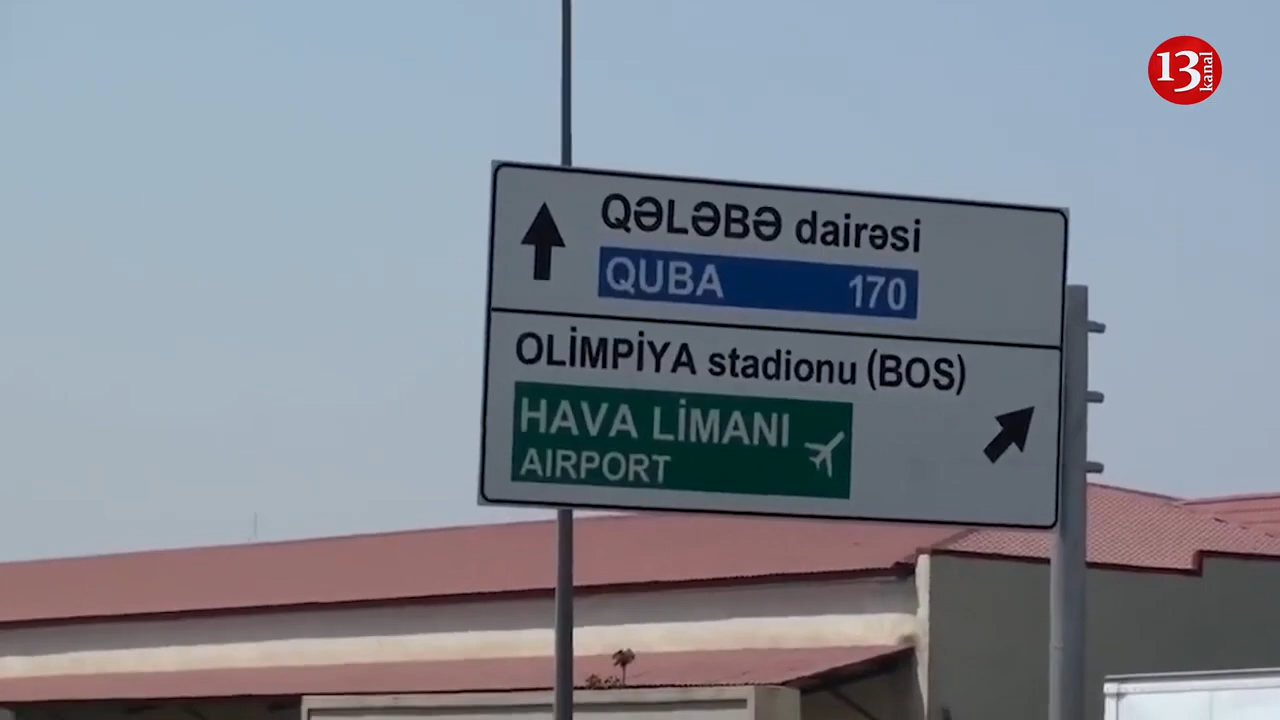 13 kanal
QƏLƏBƏ dairəsi
QUBA 170
OLİMPİYA stadionu (BOS)
HAVA LİMANI
AIRPORT